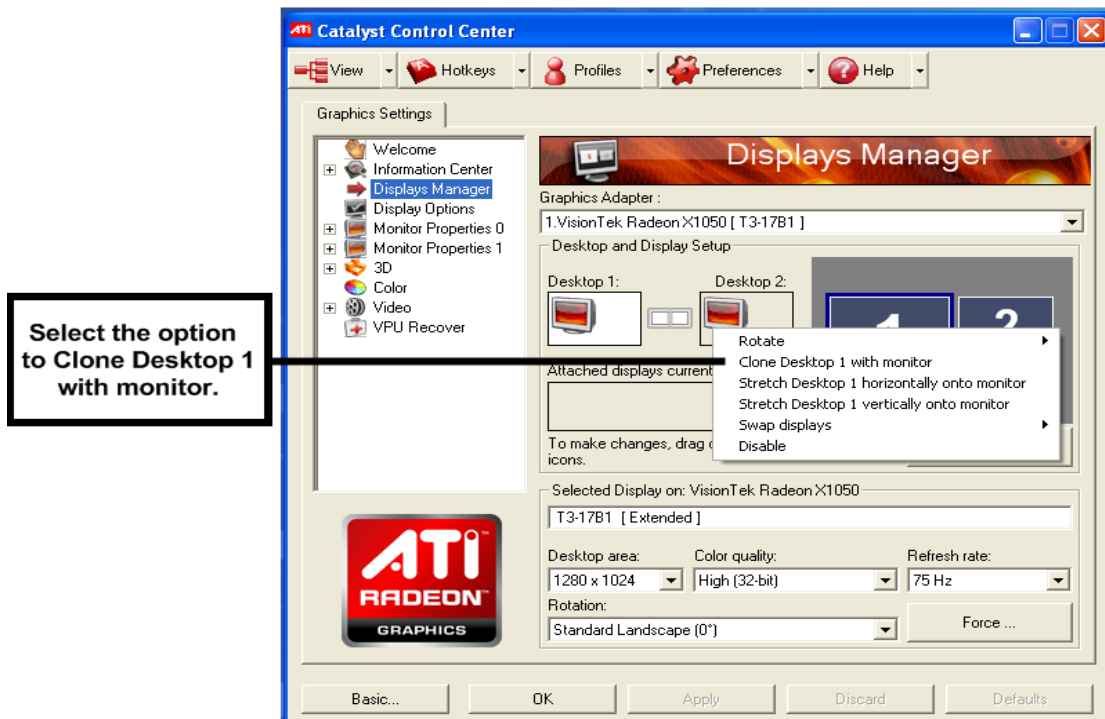 ATI Catalyst Control Center
View
Hotkeys
Profiles
Preferences
Help
Graphics Settings
Welcome
Information Center
Displays Manager
Display Options
Monitor Properties 0
Monitor Properties 1
3D
Color
Video
VPU Recover
Select the option
to Clone Desktop 1
with monitor.
ATI
RADEON
GRAPHICS
Displays Manager
Graphics Adapter :
1.VisionTek Radeon X1050 [ T3-17B1 ]
Desktop and Display Setup
Desktop 1:
Desktop 2:
1
2
Rotate
Clone Desktop 1 with monitor
Stretch Desktop 1 horizontally onto monitor
Stretch Desktop 1 vertically onto monitor
Swap displays
Disable
Attached displays
To make changes, drag
icons.
Selected Display on: VisionTek Radeon X1050
T3-17B1 [ Extended ]
Desktop area:
Color quality:
Refresh rate:
1280 x 1024
High (32-bit)
75 Hz
Rotation:
Standard Landscape (0°)
Force ...
Basic...
OK
Apply
Discard
Defaults